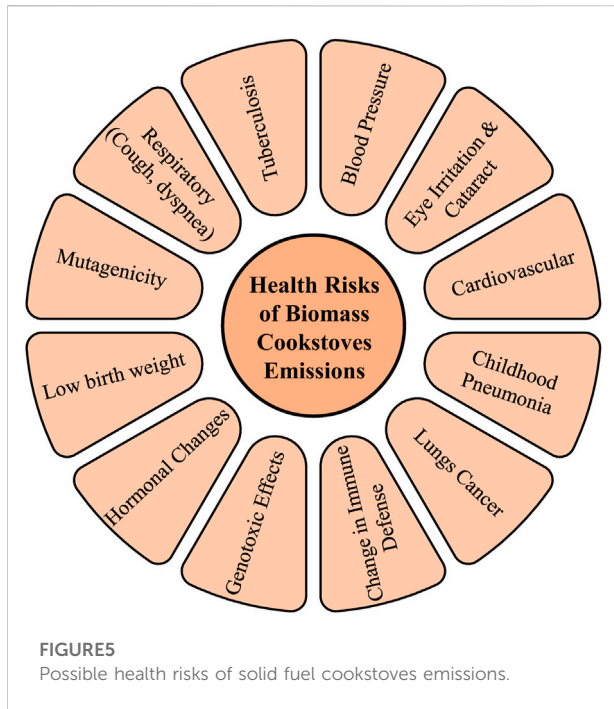 Tuberculosis
Blood Pressure
Eye Irritation &
Cataract
Cardiovascular
Childhood
Pneumonia
Lungs Cancer
Change in Immune
Defense
Genotoxic Effects
Hormonal Changes
Low birth weight
Mutagenicity
Respiratory
(Cough, dyspnea)
Health Risks
of Biomass
Cookstoves
Emissions
FIGURE5
Possible health risks of solid fuel cookstoves emissions.